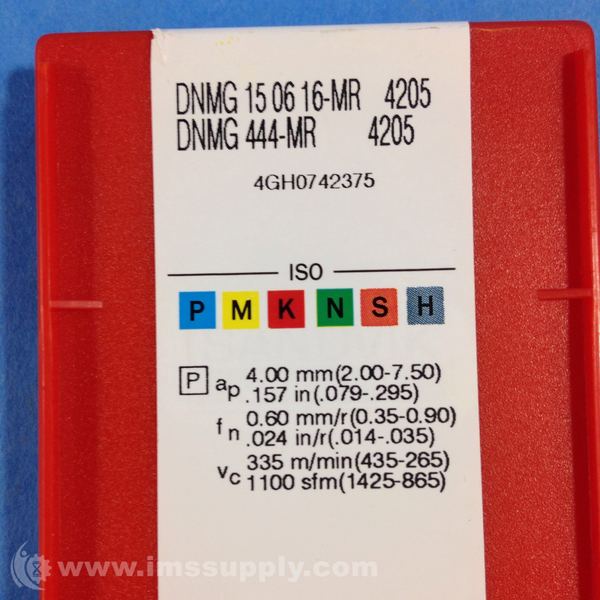 DNMG 15 06 16-MR 4205
DNMG 444-MR 4205
4GH0742375
ISO
P M K N S H
P ap 4.00 mm(2.00-7.50)
.157 in(.079-.295)
fn 0.60 mm/r(0.35-0.90)
.024 in/r(.014-.035)
vc 335 m/min(435-265)
1100 sfm(1425-865)
www.imssupply.com